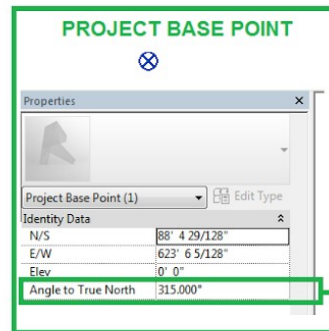 PROJECT BASE POINT
Properties
Project Base Point (1) Edit Type
Identity Data
N/S 88' 4 29/128"
E/W 623' 6 5/128"
Elev 0' 0"
Angle to True North 315.000°